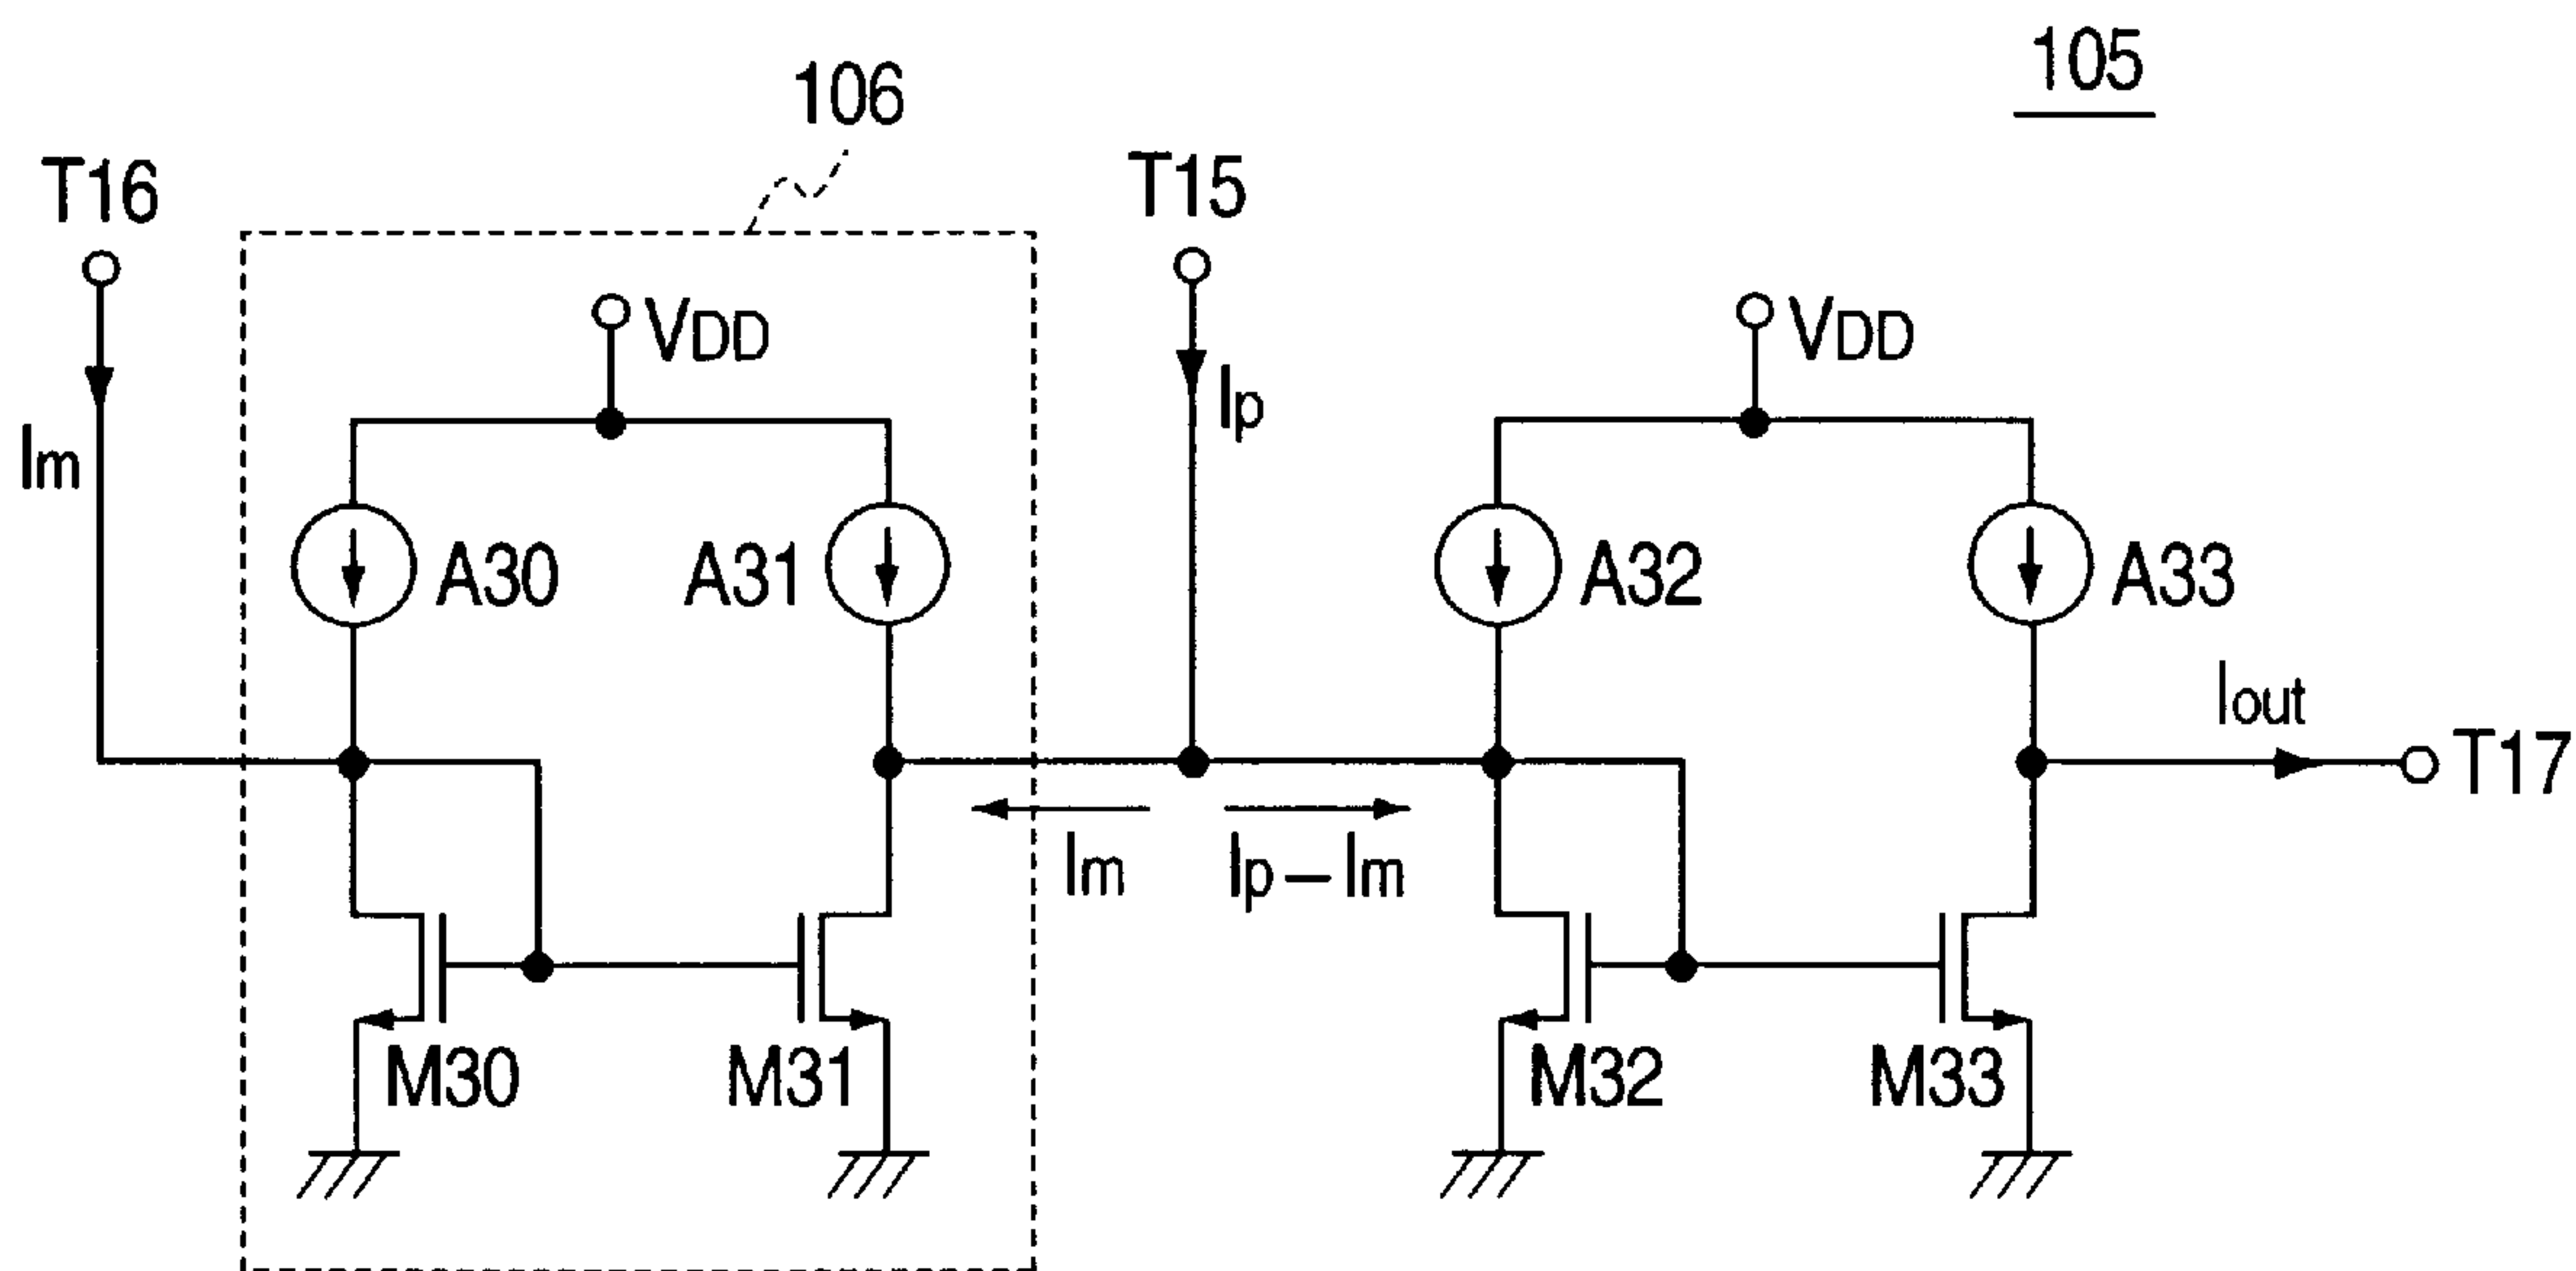 105
106
T16
T15
VDD
VDD
Ip
Im
A30
A31
A32
A33
Iout
T17
Im
Ip – Im
M30
M31
M32
M33